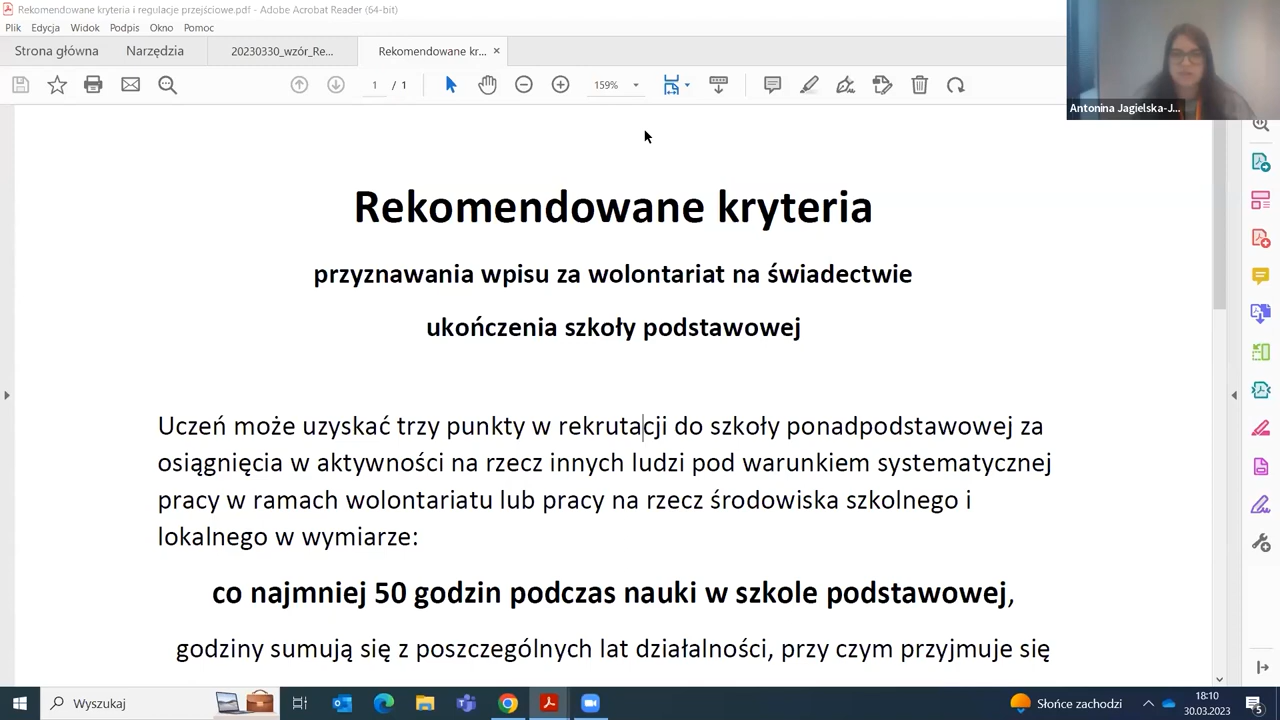 Rekomendowane kryteria i regulacje przejściowe.pdf - Adobe Acrobat Reader (64-bit)
Plik Edycja Widok Podpis Okno Pomoc
Strona główna Narzędzia 20230330_wzór_Re... Rekomendowane kr... ×
1 / 1 159%
Antonina Jagielska-J...
Rekomendowane kryteria
przyznawania wpisu za wolontariat na świadectwie
ukończenia szkoły podstawowej
Uczeń może uzyskać trzy punkty w rekrutacji do szkoły ponadpodstawowej za
osiągnięcia w aktywności na rzecz innych ludzi pod warunkiem systematycznej
pracy w ramach wolontariatu lub pracy na rzecz środowiska szkolnego i
lokalnego w wymiarze:
co najmniej 50 godzin podczas nauki w szkole podstawowej,
godziny sumują się z poszczególnych lat działalności, przy czym przyjmuje się
Wyszukaj
Słońce zachodzi
18:10
30.03.2023
5